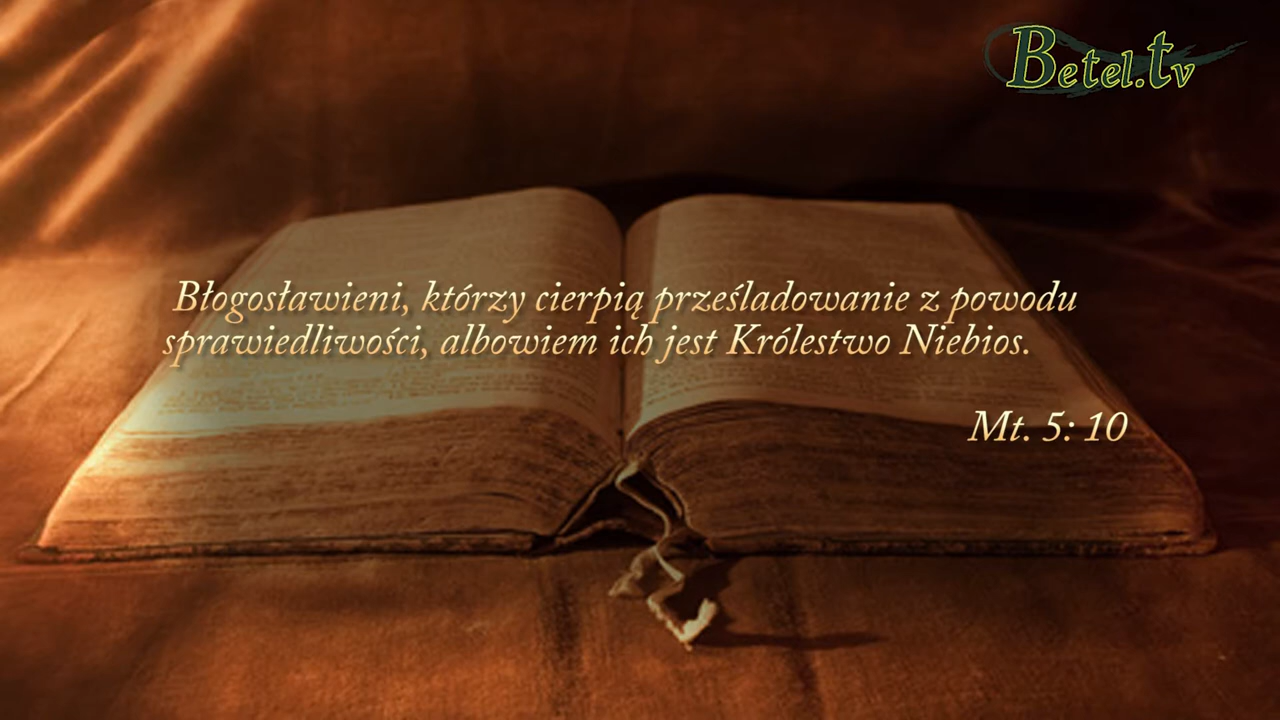 Betel.tv
Błogosławieni, którzy cierpią prześladowanie z powodu
sprawiedliwości, albowiem ich jest Królestwo Niebios.
Mt. 5: 10